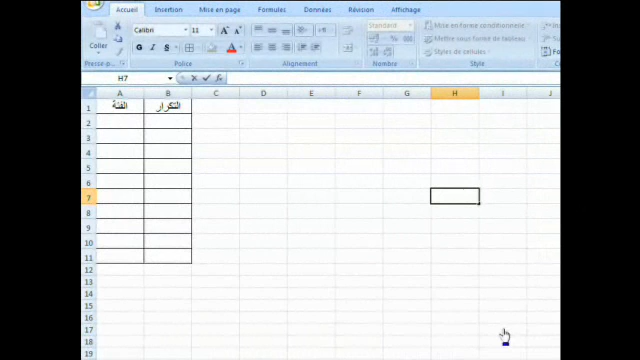 Accueil Insertion Mise en page Formules Données Révision Affichage
Calibri 11 A A Standard Mise en forme conditionnelle
Coller Mettre sous forme de tableau
G I S A % 000 Styles de cellules
Presse-p... Police Alignement Nombre Style
H7 fx
A B C D E F G H I J
1 الفئة التكرار
2
3
4
5
6
7
8
9
10
11
12
13
14
15
16
17
18
19